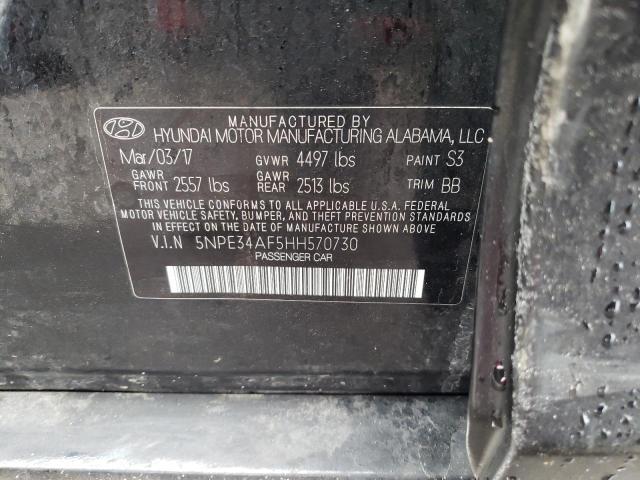 MANUFACTURED BY
HYUNDAI MOTOR MANUFACTURING ALABAMA, LLC
Mar/03/17 GVWR 4497 lbs PAINT S3
GAWR FRONT 2557 lbs GAWR REAR 2513 lbs TRIM BB
THIS VEHICLE CONFORMS TO ALL APPLICABLE U.S.A. FEDERAL
MOTOR VEHICLE SAFETY, BUMPER, AND THEFT PREVENTION STANDARDS
IN EFFECT ON THE DATE OF MANUFACTURE SHOWN ABOVE.
V.I.N 5NPE34AF5HH570730
PASSENGER CAR